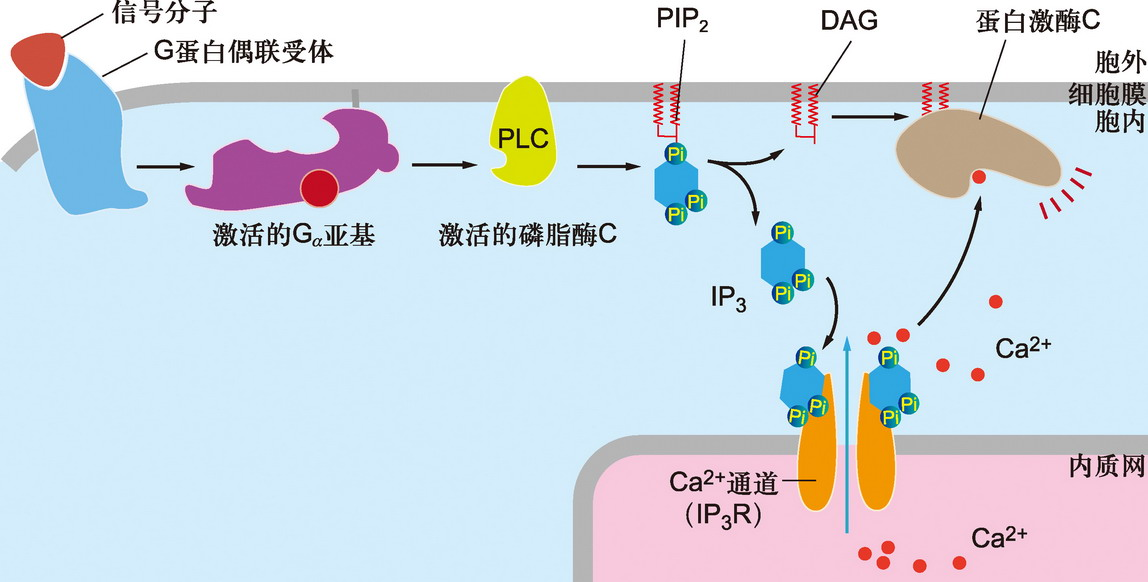 信号分子
G蛋白偶联受体
PIP₂
DAG
蛋白激酶C
胞外
细胞膜
胞内
PLC
Pi
Pi
Pi
激活的Gα亚基
激活的磷脂酶C
Pi
Pi
Pi
IP₃
Ca²⁺
Pi
Pi
Pi
Pi
Pi
Pi
内质网
Ca²⁺通道
（IP₃R）
Ca²⁺